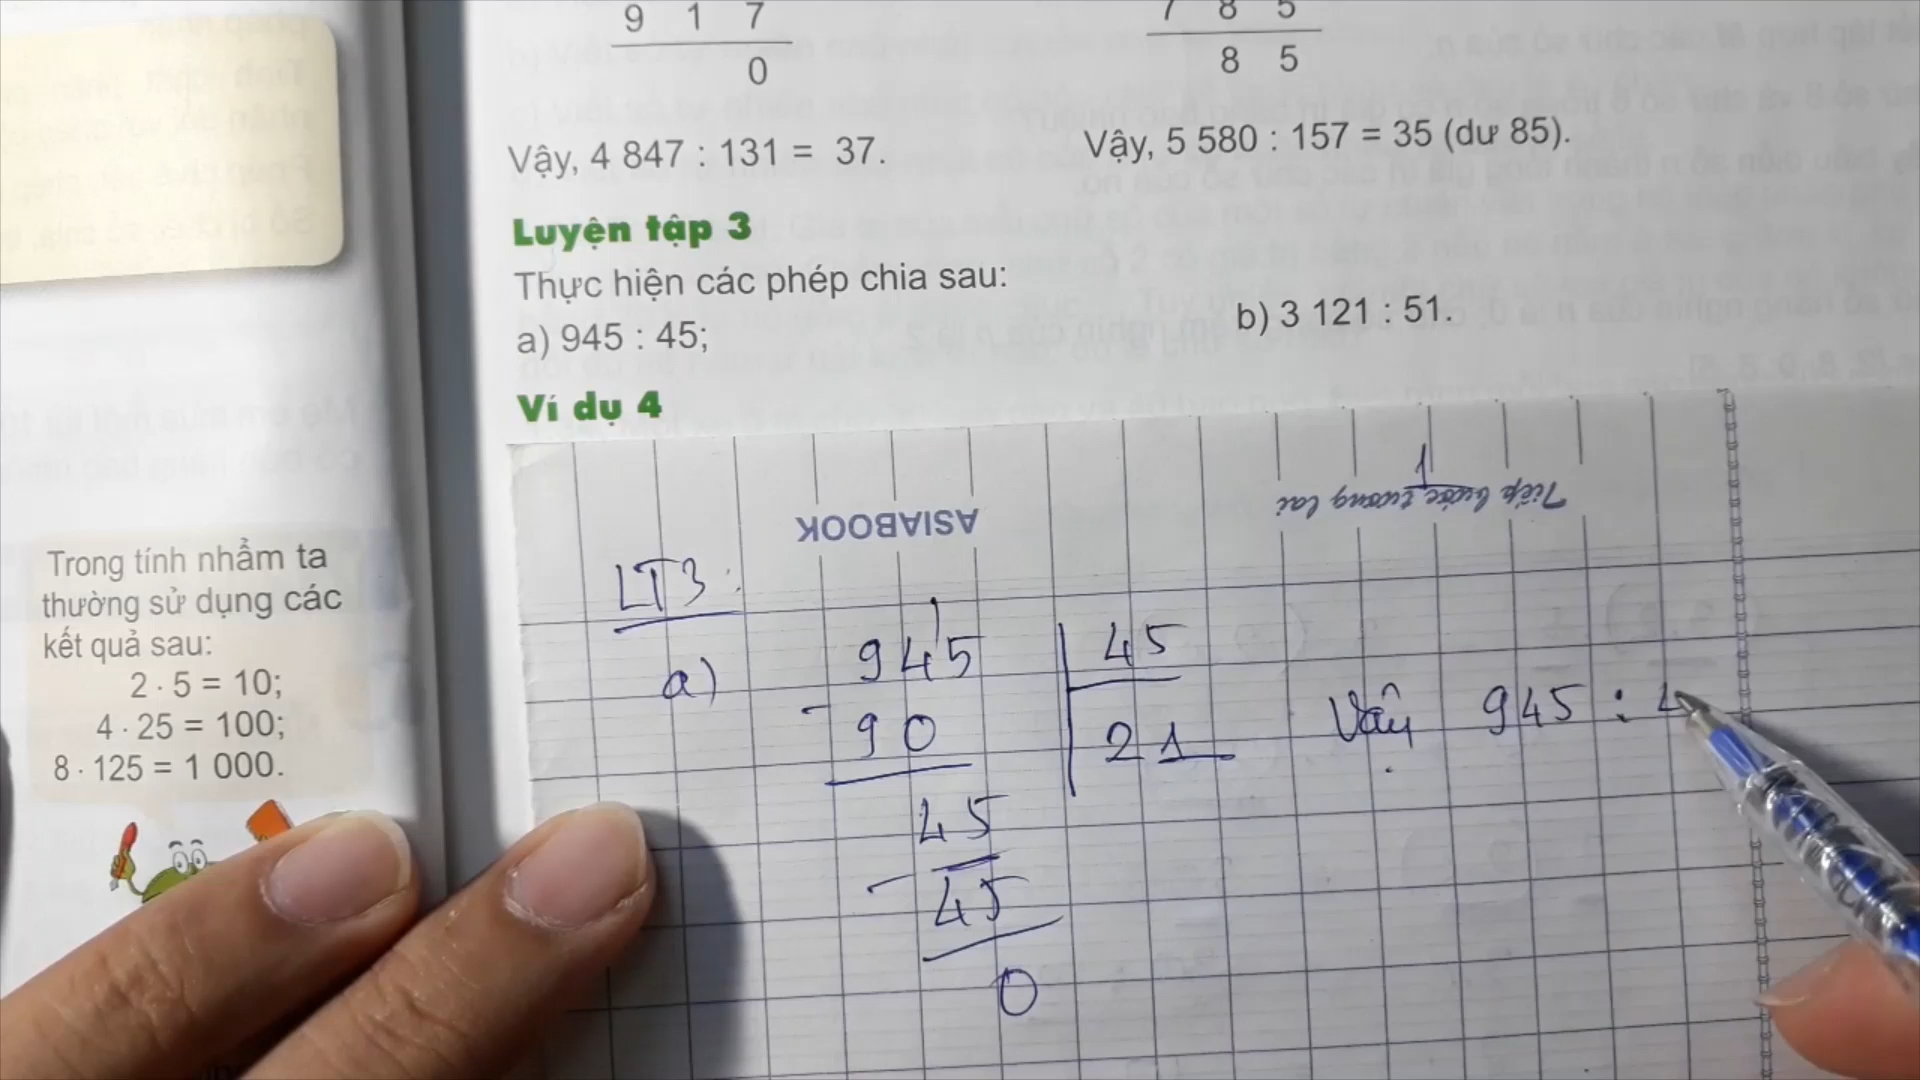 9 1 7
0
7 8 5
8 5
Vậy, 4 847 : 131 = 37.
Vậy, 5 580 : 157 = 35 (dư 85).
Luyện tập 3
Thực hiện các phép chia sau:
a) 945 : 45;
b) 3 121 : 51.
Ví dụ 4
Trong tính nhẩm ta
thường sử dụng các
kết quả sau:
2 · 5 = 10;
4 · 25 = 100;
8 · 125 = 1 000.
ASIABOOK
Tiếp bước tương lai
LT3:
a) 945 45
- 90 21
45
- 45
0
Vậy 945 : 4